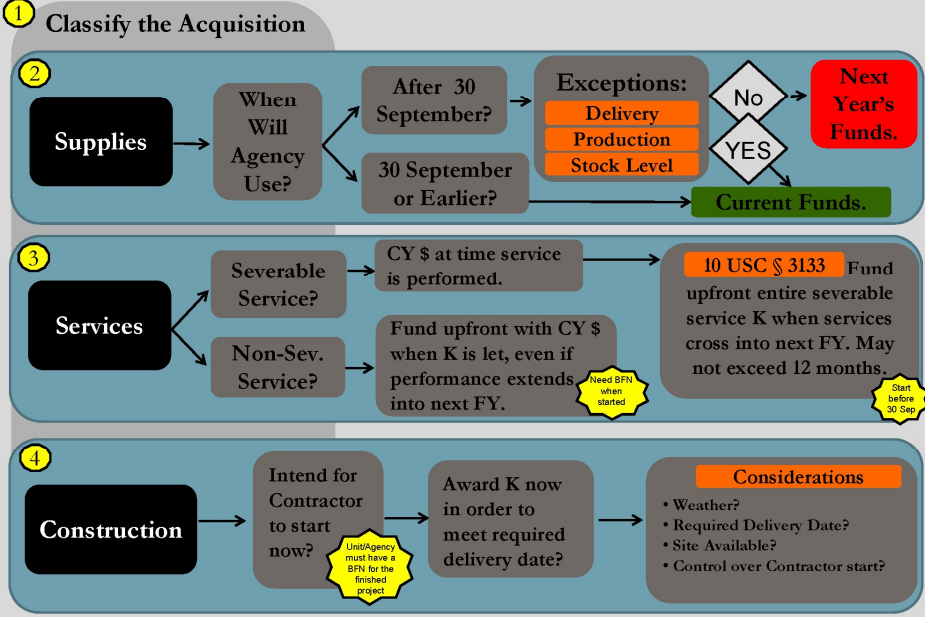 1
Classify the Acquisition
2
Supplies
When
Will
Agency
Use?
After 30
September?
30 September
or Earlier?
Exceptions:
Delivery
Production
Stock Level
No
YES
Next
Year's
Funds.
Current Funds.
3
Services
Severable
Service?
CY $ at time service
is performed.
10 USC § 3133 Fund
upfront entire severable
service K when services
cross into next FY. May
not exceed 12 months.
Start
before
30 Sep
Non-Sev.
Service?
Fund upfront with CY $
when K is let, even if
performance extends
into next FY.
Need BFN
when
started
4
Construction
Intend for
Contractor
to start
now?
Unit/Agency
must have a
BFN for the
finished
project
Award K now
in order to
meet required
delivery date?
Considerations
• Weather?
• Required Delivery Date?
• Site Available?
• Control over Contractor start?